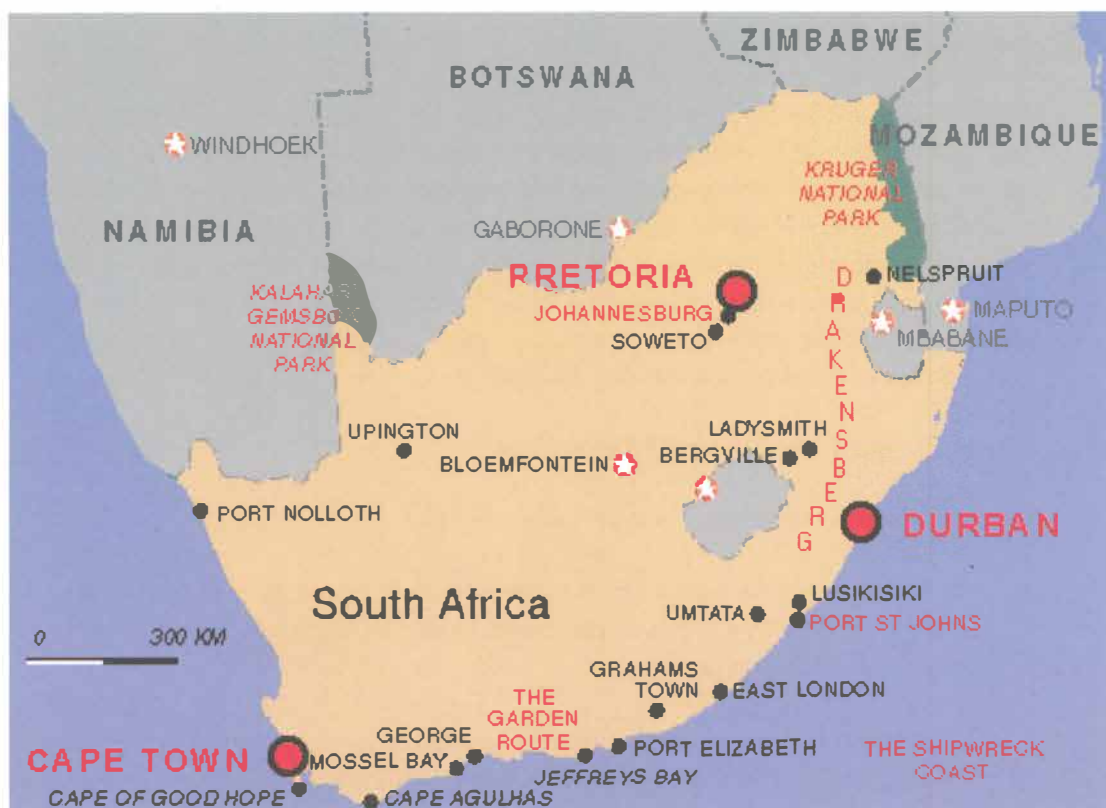 ZIMBABWE
BOTSWANA
MOZAMBIQUE
WINDHOEK
KRUGER
NATIONAL
PARK
NAMIBIA
GABORONE
PRETORIA
NELSPRUIT
KALAHARI
GEMSBOK
NATIONAL
PARK
JOHANNESBURG
MAPUTO
SOWETO
MBABANE
DRAKENSBERG
UPINGTON
LADYSMITH
BLOEMFONTEIN
BERGVILLE
PORT NOLLOTH
DURBAN
South Africa
LUSIKISIKI
UMTATA
PORT ST JOHNS
0 300 KM
GRAHAMS
TOWN
EAST LONDON
THE
GARDEN
ROUTE
GEORGE
PORT ELIZABETH
CAPE TOWN
MOSSEL BAY
JEFFREYS BAY
THE SHIPWRECK
COAST
CAPE OF GOOD HOPE
CAPE AGULHAS